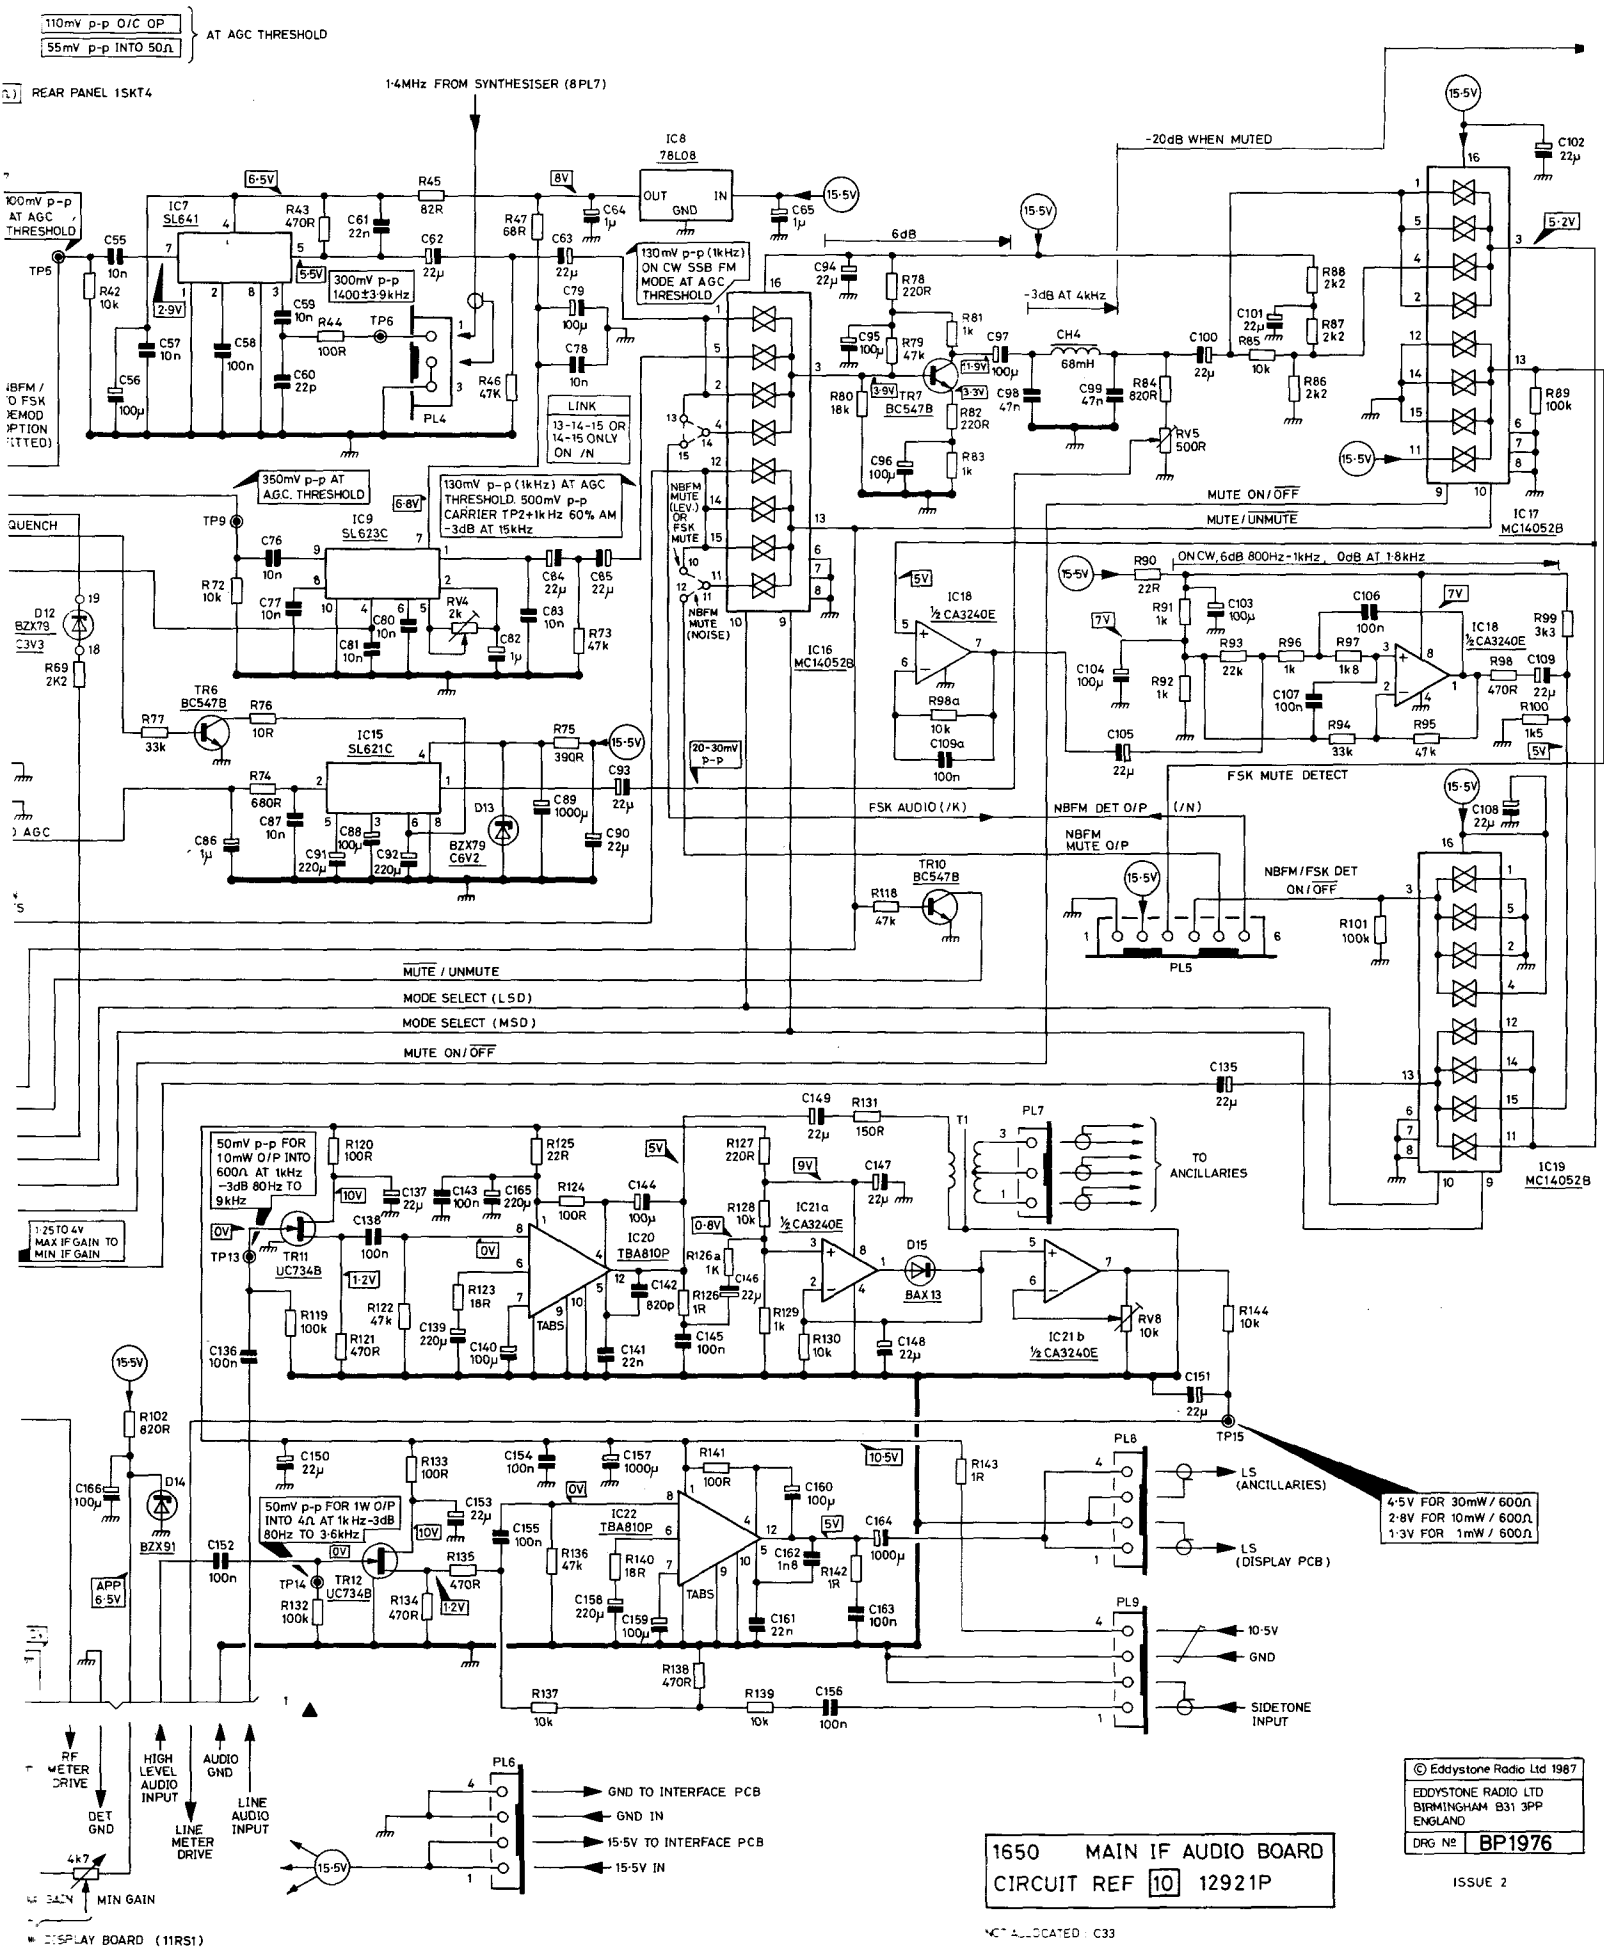 110mV p-p O/C OP
55mV p-p INTO 50Ω
AT AGC THRESHOLD
REAR PANEL 1SKT4
1·4MHz FROM SYNTHESISER (8PL7)
-20dB WHEN MUTED
15·5V
C102
22µ
IC8
78L08
OUT
IN
GND
15·5V
C64
1µ
C65
1µ
8V
6·5V
R45
82R
R47
68R
100mV p-p
AT AGC
THRESHOLD
TP5
IC7
SL641
R43
470R
C61
22n
C62
22µ
C63
22µ
C55
10n
R42
10k
2·9V
5·5V
300mV p-p
1400±3·9kHz
C59
10n
R44
100R
TP6
C57
10n
C58
100n
C60
22p
C56
100µ
PL4
R46
47K
C79
100µ
C78
10n
LINK
13-14-15 OR
14-15 ONLY
ON /N
130mV p-p (1kHz)
ON CW SSB FM
MODE AT AGC
THRESHOLD
6dB
15·5V
C94
22µ
R78
220R
R81
1k
C95
100µ
R79
47k
C97
100µ
11·9V
3·9V
3·3V
TR7
BC547B
R80
18k
R82
220R
R83
1k
C96
100µ
-3dB AT 4kHz
CH4
68mH
C98
47n
C99
47n
R84
820R
RV5
500R
C100
22µ
C101
22µ
R85
10k
R86
2k2
R88
2k2
R87
2k2
5·2V
R89
100k
15·5V
IC17
MC14052B
MUTE ON/OFF
MUTE/UNMUTE
QUENCH
350mV p-p AT
A.G.C. THRESHOLD
TP9
IC9
SL623C
6·8V
130mV p-p (1kHz) AT AGC
THRESHOLD. 500mV p-p
CARRIER TP2+1kHz 60% AM
-3dB AT 15kHz
C76
10n
R72
10k
C77
10n
C81
10n
C80
10n
RV4
2k
C82
1µ
C83
10n
C84
22µ
C85
22µ
R73
47k
NBFM
MUTE
(LEV.)
OR
FSK
MUTE
NBFM
MUTE
(NOISE)
IC16
MC14052B
D12
BZX79
C3V3
R69
2K2
TR6
BC547B
R77
33k
R76
10R
IC15
SL621C
R75
390R
15·5V
C93
22µ
R74
680R
C86
1µ
C87
10n
C91
220µ
C88
100µ
C92
220µ
D13
BZX79
C6V2
C89
1000µ
C90
22µ
20-30mV
p-p
5V
IC18
½ CA3240E
R98a
10k
C109a
100n
15·5V
R90
22R
ON CW, 6dB 800Hz-1kHz, 0dB AT 1·8kHz
R91
1k
C103
100µ
7V
C104
100µ
R92
1k
R93
22k
R96
1k
R97
1k8
C106
100n
C107
100n
R94
33k
R95
47k
7V
IC18
½CA3240E
R98
470R
C109
22µ
R99
3k3
R100
1k5
5V
C105
22µ
FSK MUTE DETECT
15·5V
C108
22µ
FSK AUDIO (/K)
NBFM DET O/P (/N)
NBFM
MUTE O/P
TR10
BC547B
R118
47k
15·5V
PL5
NBFM/FSK DET
ON/OFF
R101
100k
IC19
MC14052B
MUTE / UNMUTE
MODE SELECT (LSD)
MODE SELECT (MSD)
MUTE ON/OFF
C135
22µ
50mV p-p FOR
10mW O/P INTO
600Ω AT 1kHz
-3dB 80Hz TO
9kHz
R120
100R
10V
C137
22µ
C143
100n
C165
220µ
R125
22R
R124
100R
C144
100µ
5V
R127
220R
C149
22µ
R131
150R
T1
PL7
TO
ANCILLARIES
0V
TP13
TR11
UC734B
C138
100n
1·2V
0V
IC20
TBA810P
TABS
R119
100k
R121
470R
R122
47k
R123
18R
C139
220µ
C140
100µ
C141
22n
C142
820p
R126
1R
R126a
1K
C145
100n
C146
22µ
0·8V
R128
10k
R129
1k
R130
10k
9V
C147
22µ
IC21a
½CA3240E
D15
BAX13
C148
22µ
IC21b
½CA3240E
RV8
10k
R144
10k
C151
22µ
TP15
1·25 TO 4V
MAX IF GAIN TO
MIN IF GAIN
C136
100n
15·5V
R102
820R
C166
100µ
D14
BZX91
APP
6·5V
C150
22µ
R133
100R
50mV p-p FOR 1W O/P
INTO 4Ω AT 1kHz-3dB
80Hz TO 3·6kHz
C153
22µ
10V
C152
100n
TP14
TR12
UC734B
R132
100k
R134
470R
R135
470R
1·2V
0V
C154
100n
C155
100n
C157
1000µ
R141
100R
R136
47k
IC22
TBA810P
TABS
R140
18R
C158
220µ
C159
100µ
C161
22n
C162
1n8
C160
100µ
5V
C164
1000µ
R142
1R
C163
100n
10·5V
R143
1R
R138
470R
R137
10k
R139
10k
C156
100n
PL8
LS
(ANCILLARIES)
LS
(DISPLAY PCB)
PL9
10·5V
GND
SIDETONE
INPUT
4·5V FOR 30mW / 600Ω
2·8V FOR 10mW / 600Ω
1·3V FOR 1mW / 600Ω
RF
METER
DRIVE
DET
GND
HIGH
LEVEL
AUDIO
INPUT
LINE
METER
DRIVE
AUDIO
GND
LINE
AUDIO
INPUT
4k7
MIN GAIN
DISPLAY BOARD (11RS1)
PL6
GND TO INTERFACE PCB
GND IN
15·5V TO INTERFACE PCB
15·5V IN
15·5V
1650 MAIN IF AUDIO BOARD
CIRCUIT REF 10 12921P
© Eddystone Radio Ltd 1987
EDDYSTONE RADIO LTD
BIRMINGHAM B31 3PP
ENGLAND
DRG Nº BP1976
ISSUE 2
C33